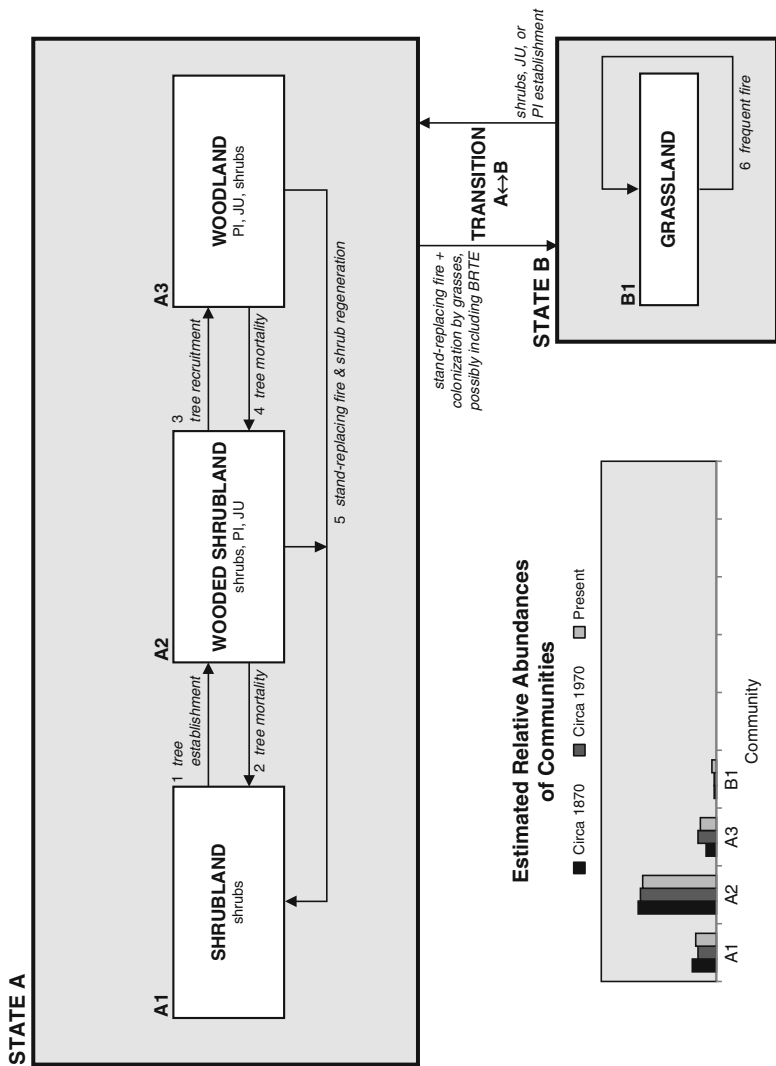 STATE A
A1
SHRUBLAND
shrubs
1 tree
establishment
2 tree mortality
A2
WOODED SHRUBLAND
shrubs, PI, JU
3
tree recruitment
4 tree mortality
A3
WOODLAND
PI, JU, shrubs
5 stand-replacing fire & shrub regeneration
stand-replacing fire +
colonization by grasses,
possibly including BRTE
TRANSITION
A↔B
shrubs, JU, or
PI establishment
STATE B
B1
GRASSLAND
6 frequent fire
Estimated Relative Abundances
of Communities
Circa 1870
Circa 1970
Present
A1
A2
A3
B1
Community